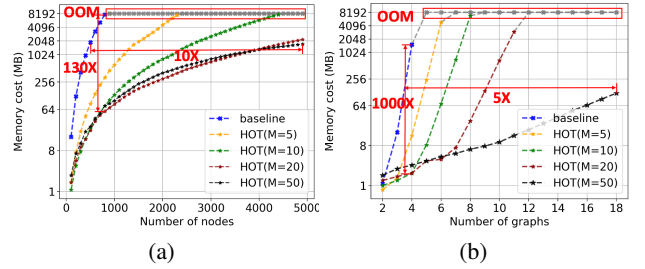 OOM
8192
4096
2048
1024
256
64
8
1
Memory cost (MB)
130X
10X
baseline
HOT(M=5)
HOT(M=10)
HOT(M=20)
HOT(M=50)
0 1000 2000 3000 4000 5000
Number of nodes
(a)
OOM
8192
4096
2048
1024
256
64
8
1
Memory cost (MB)
1000X
5X
baseline
HOT(M=5)
HOT(M=10)
HOT(M=20)
HOT(M=50)
2 4 6 8 10 12 14 16 18
Number of graphs
(b)